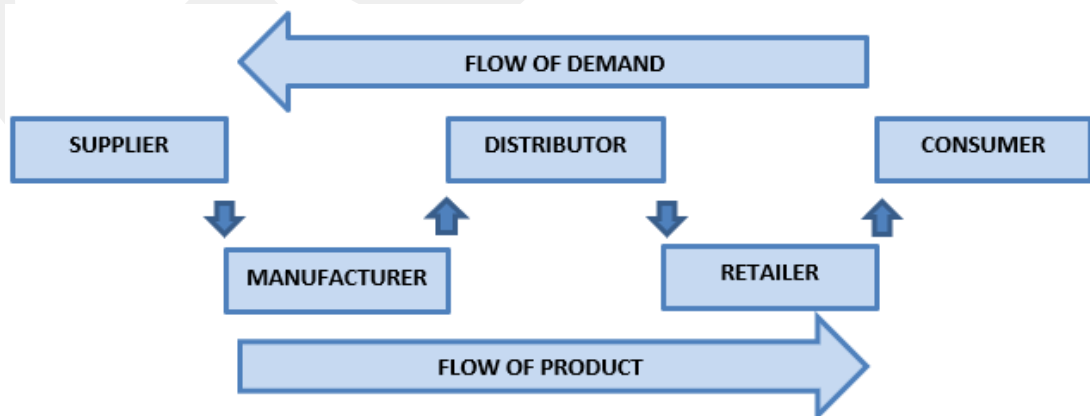 FLOW OF DEMAND
SUPPLIER
DISTRIBUTOR
CONSUMER
MANUFACTURER
RETAILER
FLOW OF PRODUCT